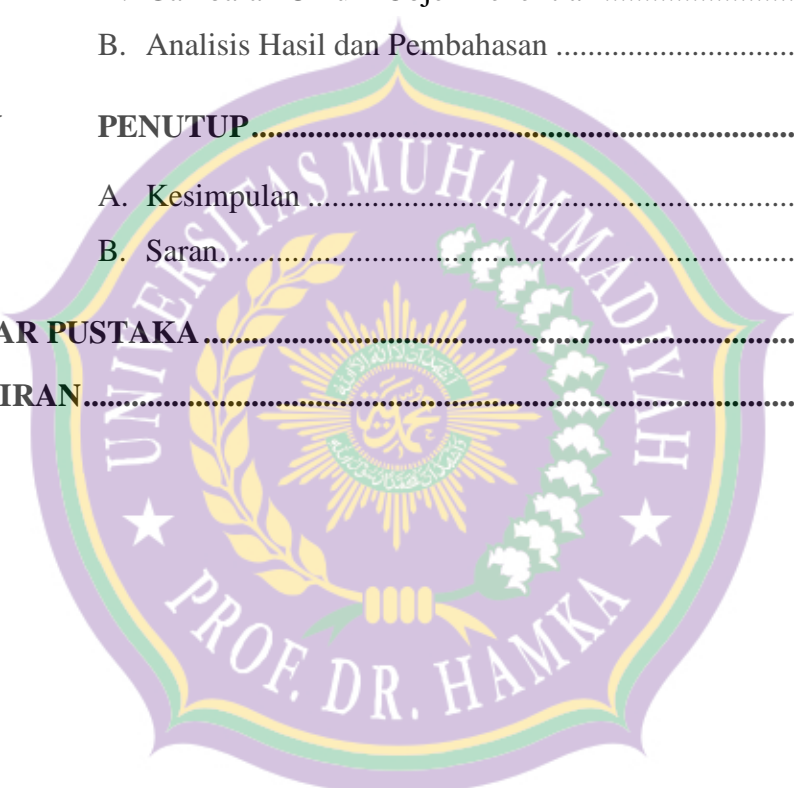 B. Analisis Hasil dan Pembahasan ..............................
PENUTUP..............................
A. Kesimpulan ..............................
B. Saran..............................
AR PUSTAKA ..............................
IRAN..............................
UNIVERSITAS MUHAMMADIYAH
PROF. DR. HAMKA